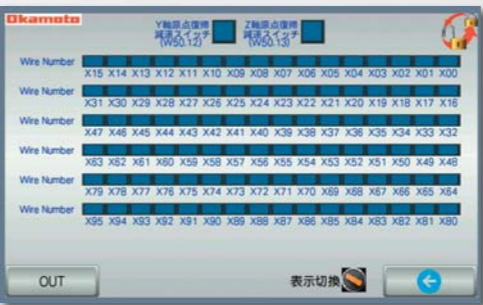 Okamoto
Y軸原点復帰 Z軸原点復帰
減速スイッチ 減速スイッチ
(W50.12) (W50.13)
Wire Number
X15 X14 X13 X12 X11 X10 X09 X08 X07 X06 X05 X04 X03 X02 X01 X00
Wire Number
X31 X30 X29 X28 X27 X26 X25 X24 X23 X22 X21 X20 X19 X18 X17 X16
Wire Number
X47 X46 X45 X44 X43 X42 X41 X40 X39 X38 X37 X36 X35 X34 X33 X32
Wire Number
X63 X62 X61 X60 X59 X58 X57 X56 X55 X54 X53 X52 X51 X50 X49 X48
Wire Number
X79 X78 X77 X76 X75 X74 X73 X72 X71 X70 X69 X68 X67 X66 X65 X64
Wire Number
X95 X94 X93 X92 X91 X90 X89 X88 X87 X86 X85 X84 X83 X82 X81 X80
OUT 表示切換